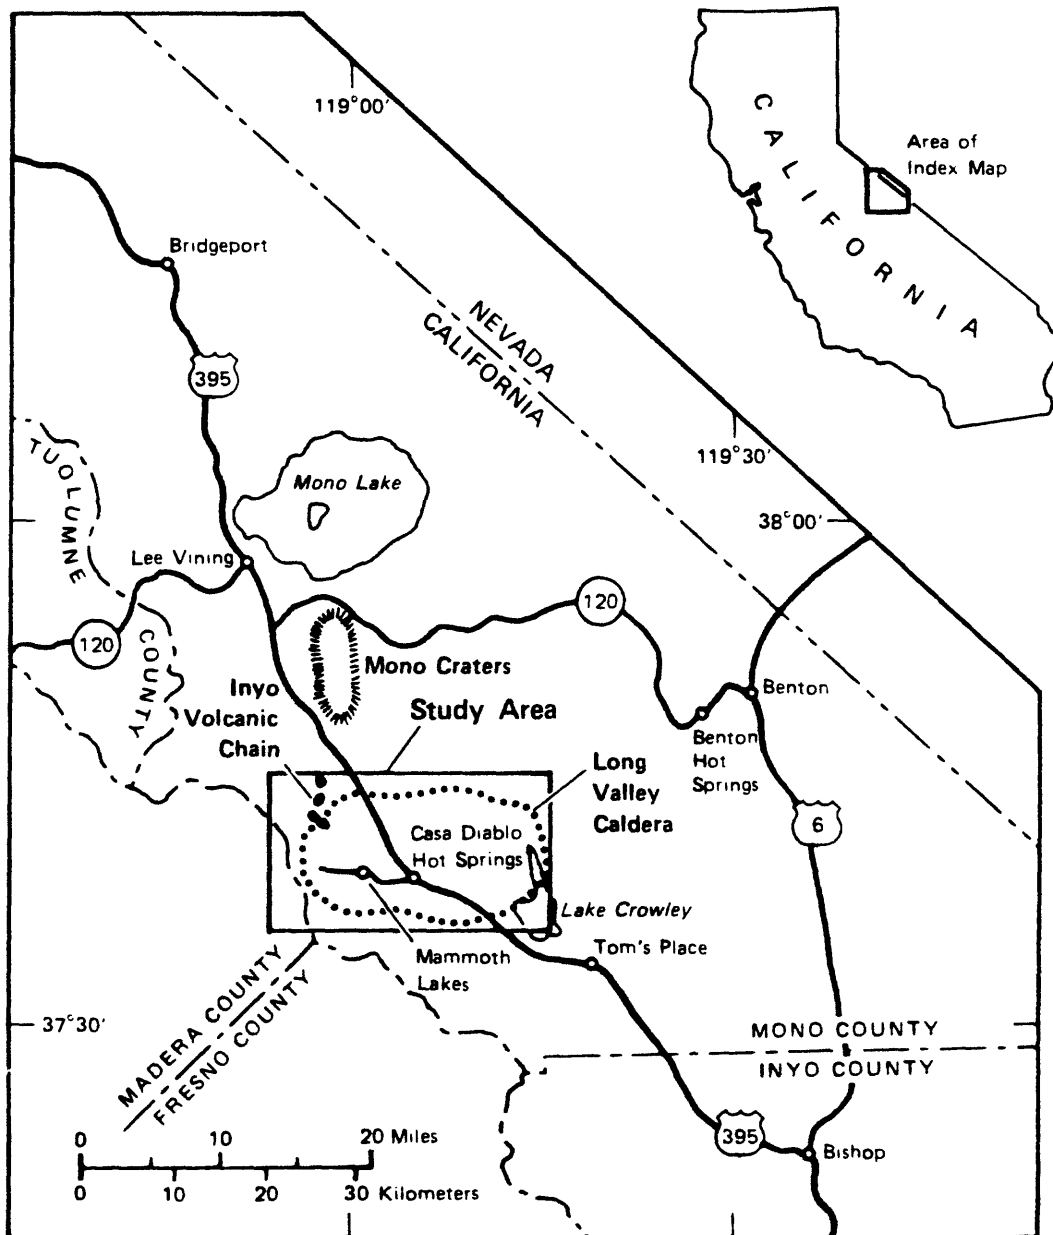 119°00'
CALIFORNIA
Area of
Index Map
Bridgeport
NEVADA
CALIFORNIA
395
119°30'
TUOLUMNE
COUNTY
Mono Lake
38°00'
Lee Vining
120
120
Mono Craters
Inyo
Volcanic
Chain
Study Area
Benton
Benton
Hot
Springs
Long
Valley
Caldera
6
Casa Diablo
Hot Springs
Lake Crowley
Mammoth
Lakes
Tom's Place
37°30'
MADERA COUNTY
FRESNO COUNTY
MONO COUNTY
INYO COUNTY
0 10 20 Miles
0 10 20 30 Kilometers
395
Bishop